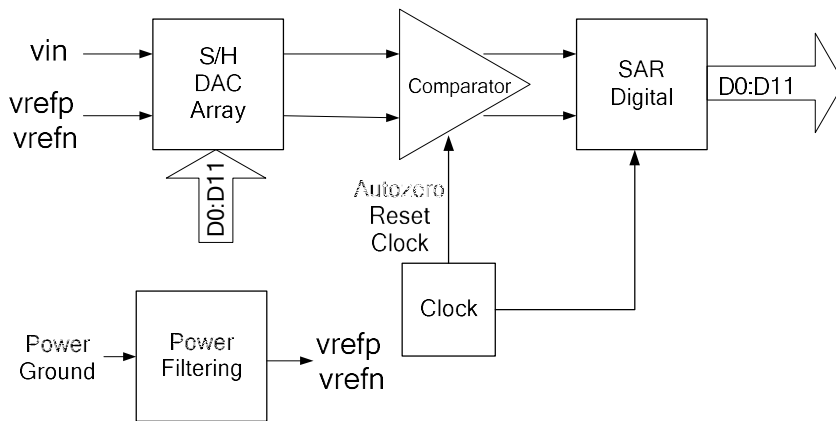 vin
vrefp
vrefn
S/H
DAC
Array
D0:D11
Comparator
SAR
Digital
D0:D11
Autozero
Reset
Clock
Clock
Power
Ground
Power
Filtering
vrefp
vrefn